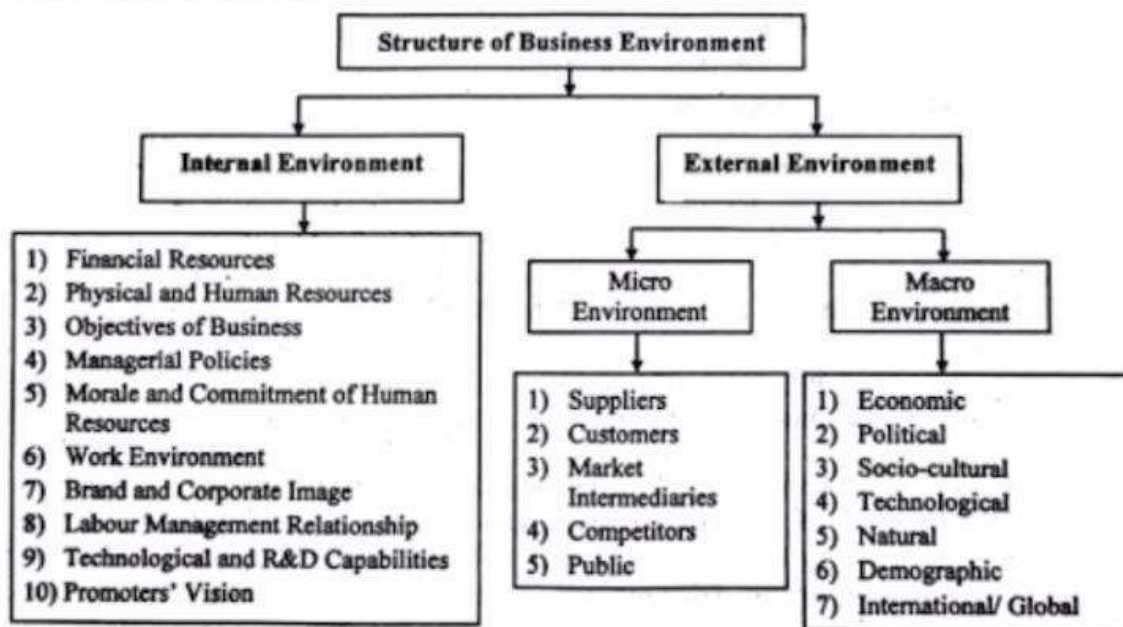 Structure of Business Environment
Internal Environment
External Environment
1) Financial Resources
2) Physical and Human Resources
3) Objectives of Business
4) Managerial Policies
5) Morale and Commitment of Human
Resources
6) Work Environment
7) Brand and Corporate Image
8) Labour Management Relationship
9) Technological and R&D Capabilities
10) Promoters' Vision
Micro
Environment
1) Suppliers
2) Customers
3) Market
Intermediaries
4) Competitors
5) Public
Macro
Environment
1) Economic
2) Political
3) Socio-cultural
4) Technological
5) Natural
6) Demographic
7) International/ Global